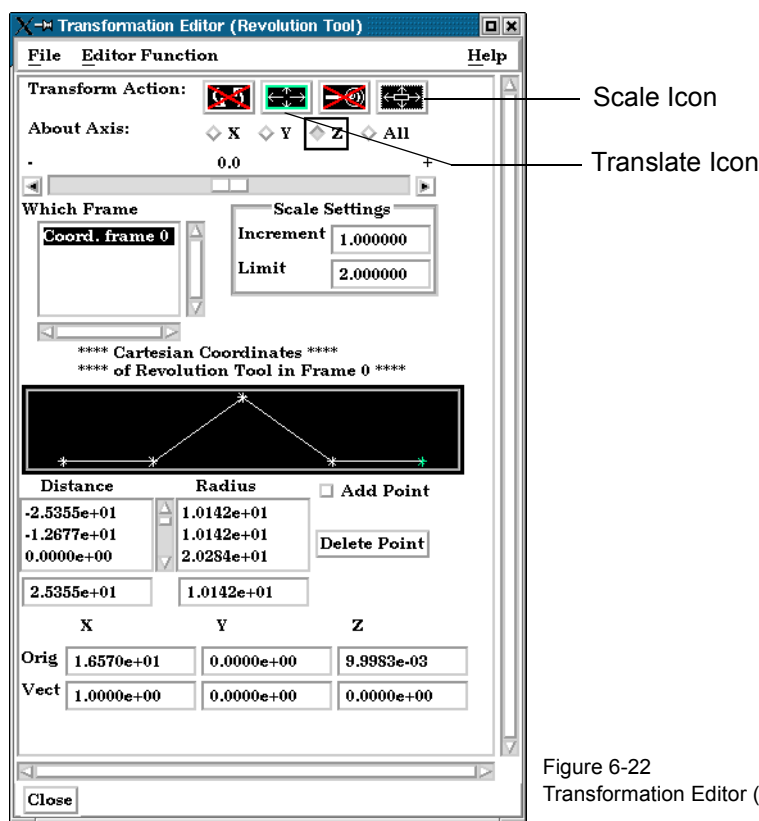 Transformation Editor (Revolution Tool)
File Editor Function Help
Transform Action:
Scale Icon
About Axis: X Y Z All
Translate Icon
- 0.0 +
Which Frame
Scale Settings
Coord. frame 0
Increment 1.000000
Limit 2.000000
**** Cartesian Coordinates ****
**** of Revolution Tool in Frame 0 ****
Distance Radius Add Point
-2.5355e+01 1.0142e+01
-1.2677e+01 1.0142e+01
Delete Point
0.0000e+00 2.0284e+01
2.5355e+01 1.0142e+01
X Y Z
Orig 1.6570e+01 0.0000e+00 9.9983e-03
Vect 1.0000e+00 0.0000e+00 0.0000e+00
Close
Figure 6-22
Transformation Editor (